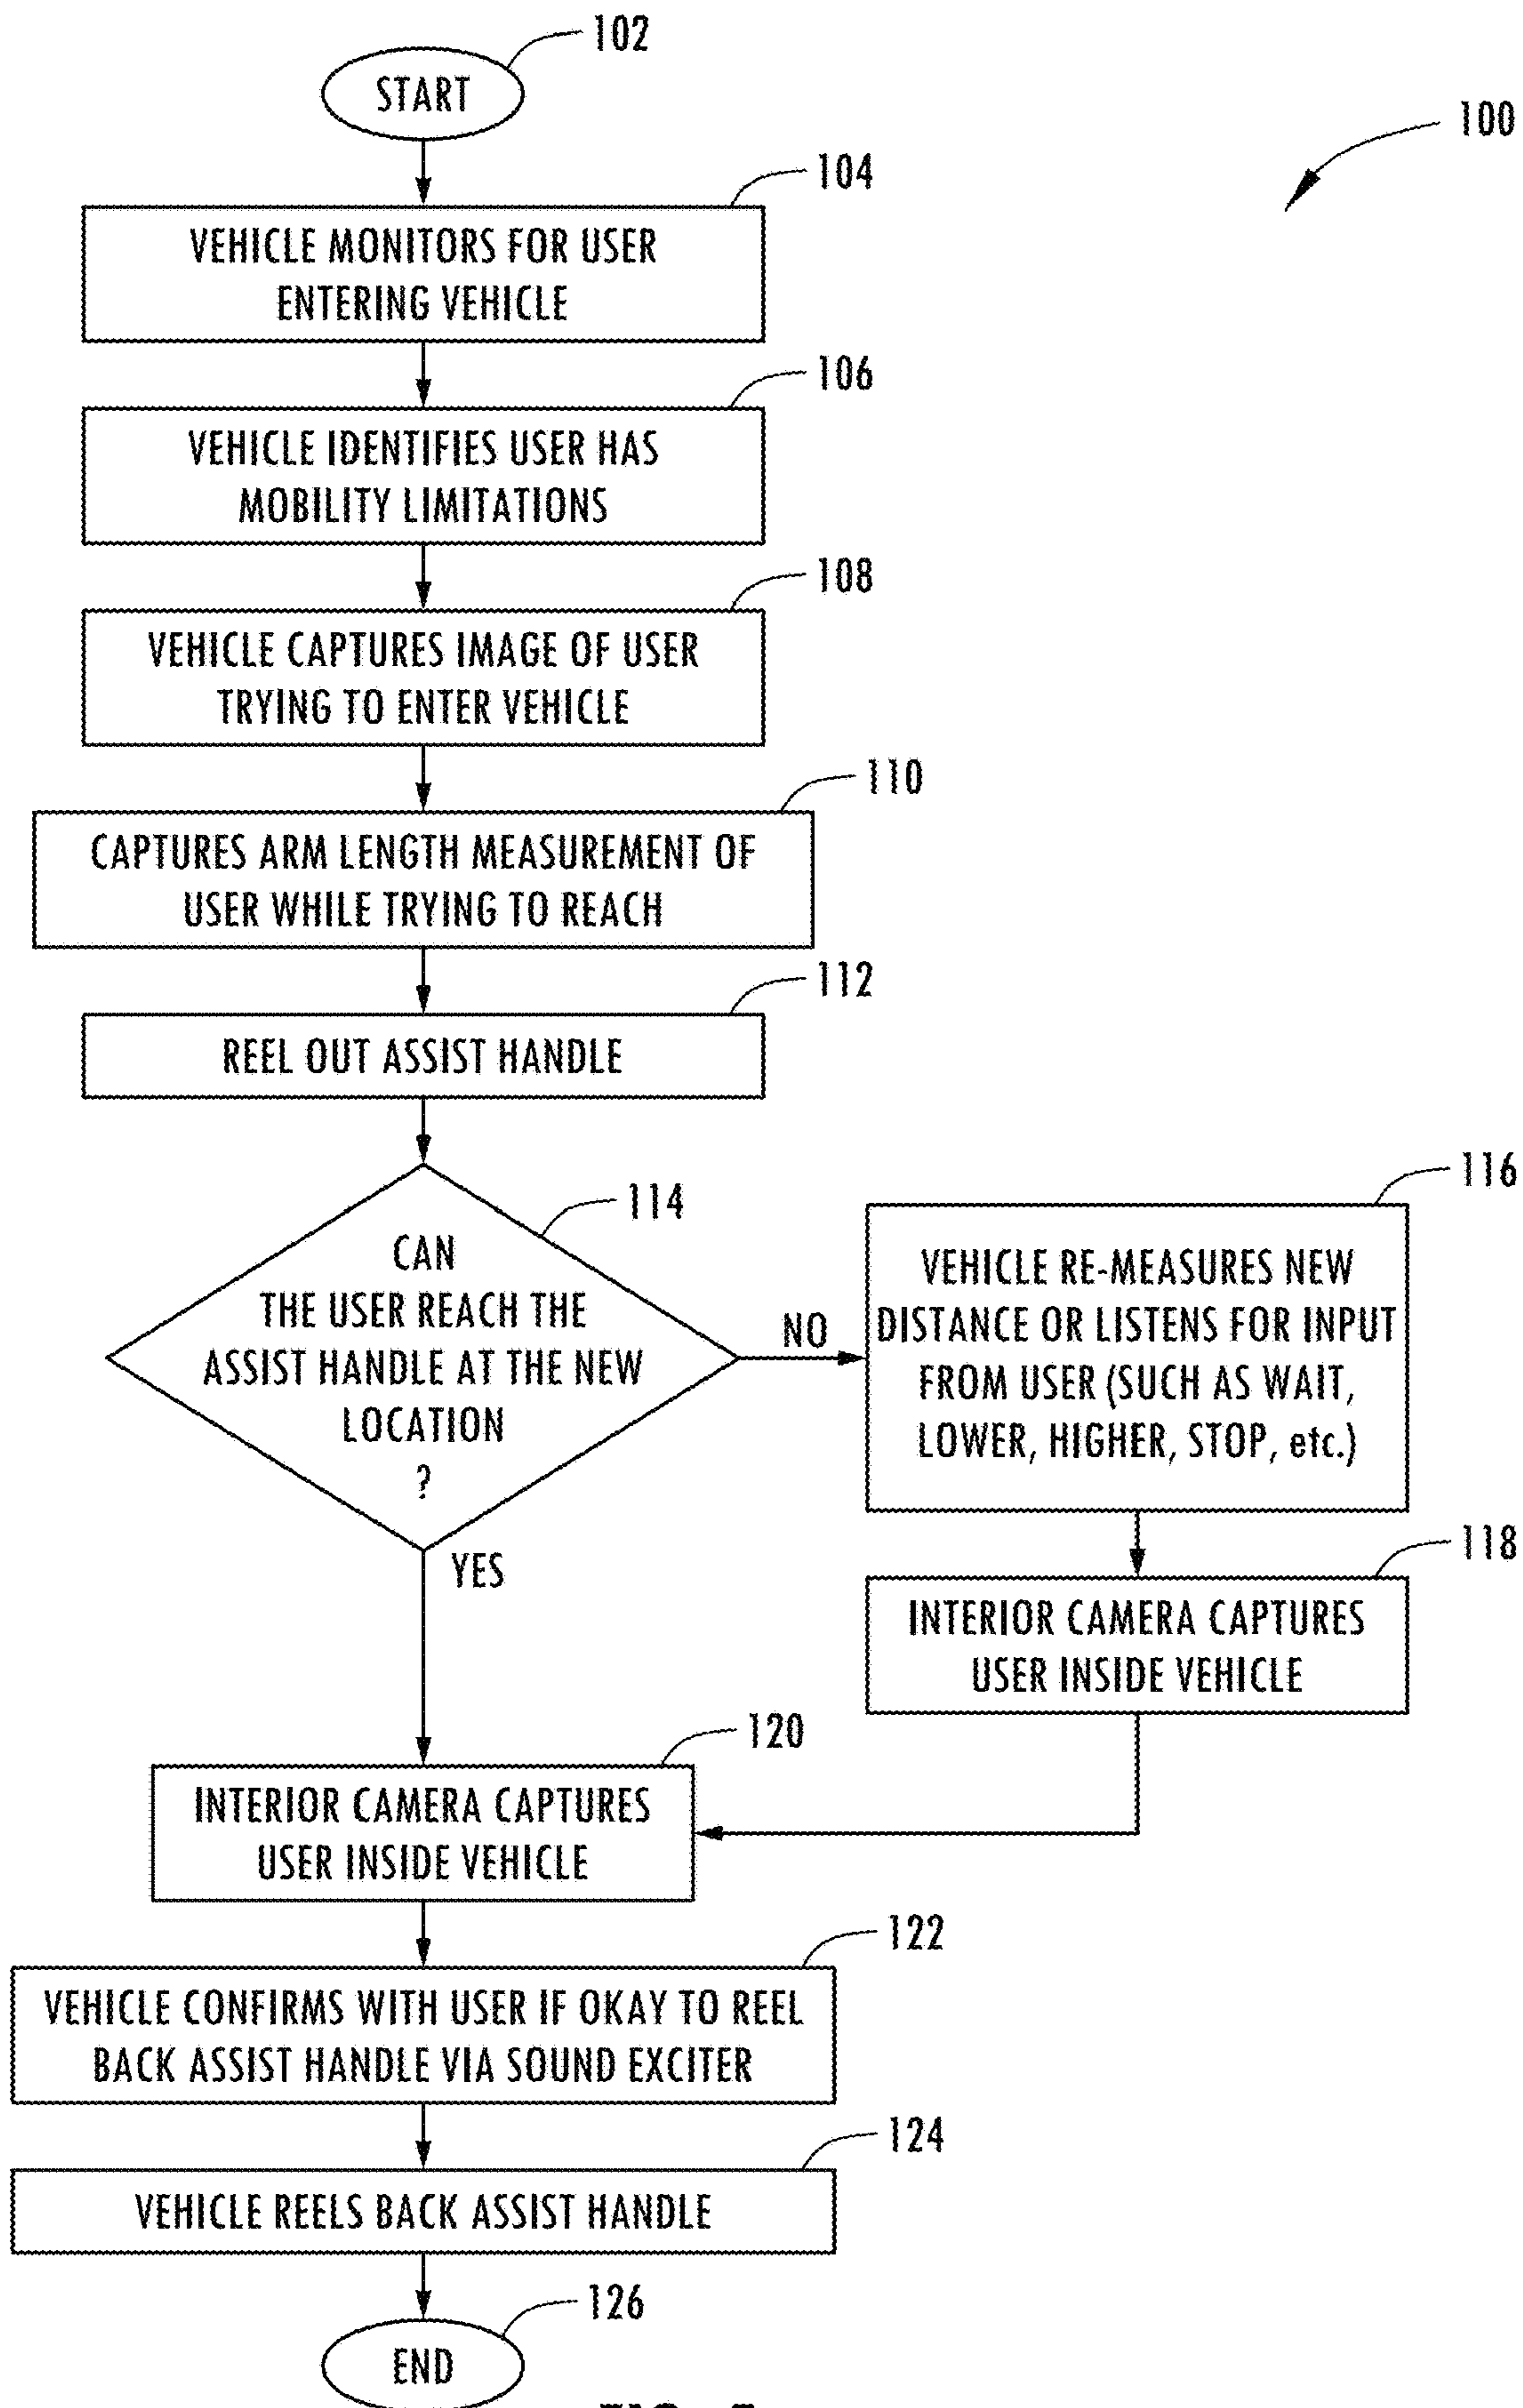 102
START
100
104
VEHICLE MONITORS FOR USER
ENTERING VEHICLE
106
VEHICLE IDENTIFIES USER HAS
MOBILITY LIMITATIONS
108
VEHICLE CAPTURES IMAGE OF USER
TRYING TO ENTER VEHICLE
110
CAPTURES ARM LENGTH MEASUREMENT OF
USER WHILE TRYING TO REACH
112
REEL OUT ASSIST HANDLE
114
CAN
THE USER REACH THE
ASSIST HANDLE AT THE NEW
LOCATION
?
NO
YES
116
VEHICLE RE-MEASURES NEW
DISTANCE OR LISTENS FOR INPUT
FROM USER (SUCH AS WAIT,
LOWER, HIGHER, STOP, etc.)
118
INTERIOR CAMERA CAPTURES
USER INSIDE VEHICLE
120
INTERIOR CAMERA CAPTURES
USER INSIDE VEHICLE
122
VEHICLE CONFIRMS WITH USER IF OKAY TO REEL
BACK ASSIST HANDLE VIA SOUND EXCITER
124
VEHICLE REELS BACK ASSIST HANDLE
126
END